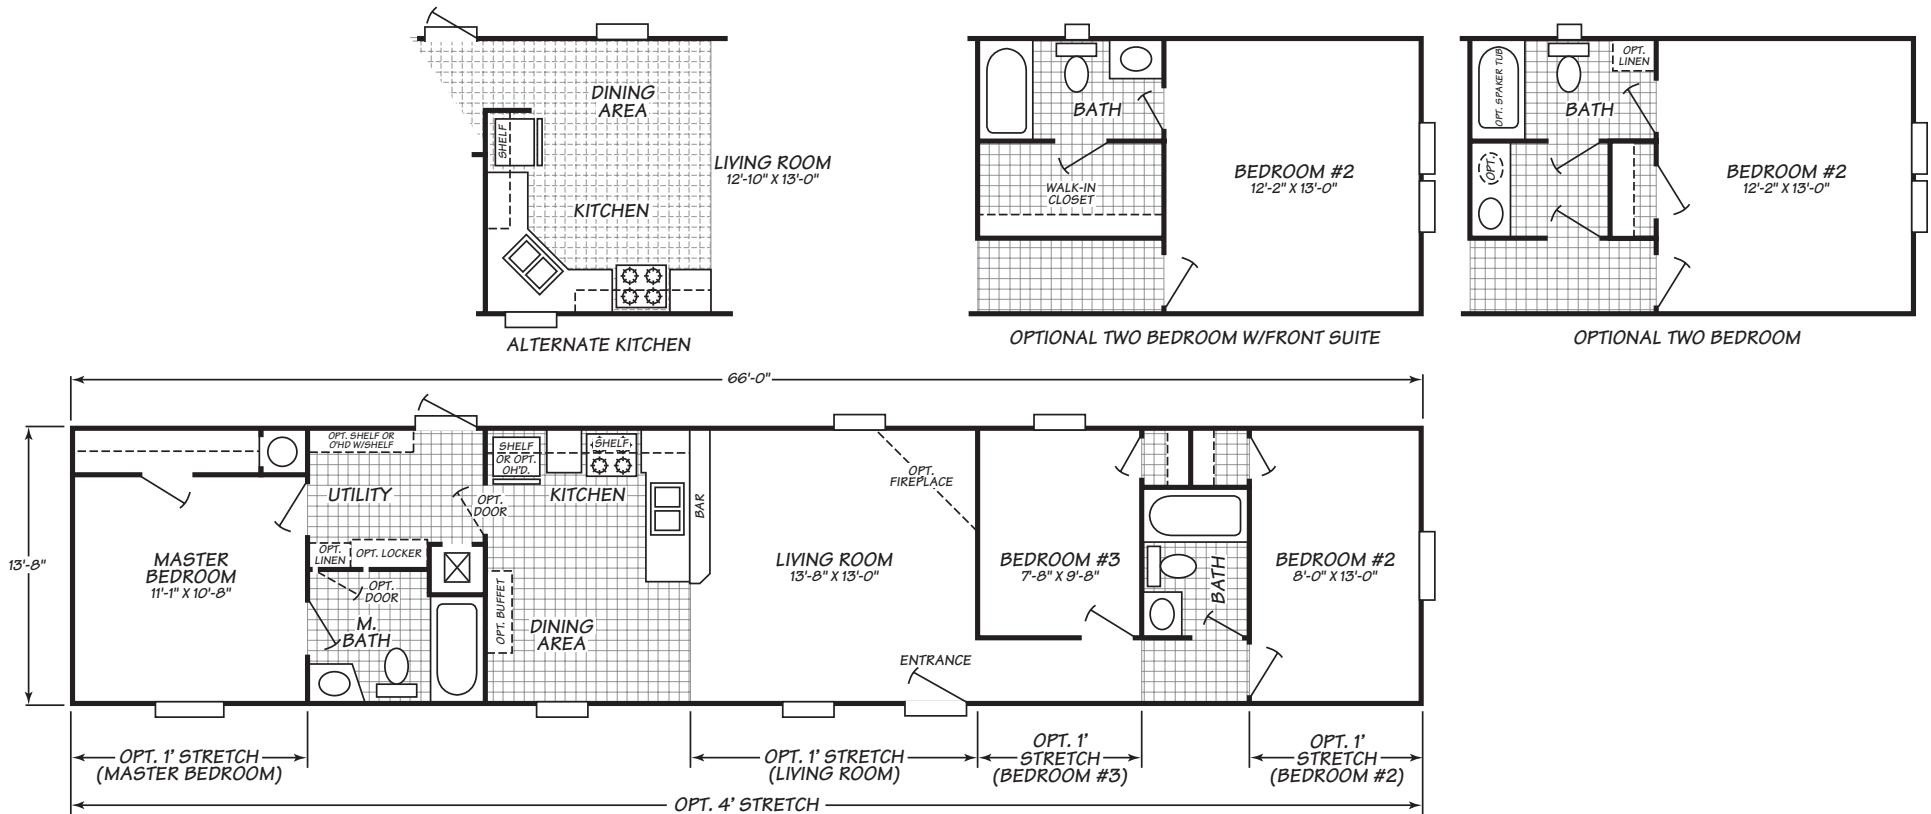 DINING
AREA
SHELF
LIVING ROOM
12'-10" X 13'-0"
KITCHEN
ALTERNATE KITCHEN
BATH
WALK-IN
CLOSET
BEDROOM #2
12'-2" X 13'-0"
OPTIONAL TWO BEDROOM W/FRONT SUITE
OPT. SPAKER TUB
OPT.
LINEN
BATH
OPT.
BEDROOM #2
12'-2" X 13'-0"
OPTIONAL TWO BEDROOM
66'-0"
13'-8"
OPT. SHELF OR
O'HD W/SHELF
UTILITY
OPT.
DOOR
OPT.
LINEN
OPT. LOCKER
OPT.
DOOR
MASTER
BEDROOM
11'-1" X 10'-8"
M.
BATH
SHELF
OR OPT.
OH'D.
SHELF
KITCHEN
BAR
OPT. BUFFET
DINING
AREA
OPT.
FIREPLACE
LIVING ROOM
13'-8" X 13'-0"
ENTRANCE
BEDROOM #3
7'-8" X 9'-8"
BATH
BEDROOM #2
8'-0" X 13'-0"
OPT. 1' STRETCH
(MASTER BEDROOM)
OPT. 1' STRETCH
(LIVING ROOM)
OPT. 1'
STRETCH
(BEDROOM #3)
OPT. 1'
STRETCH
(BEDROOM #2)
OPT. 4' STRETCH